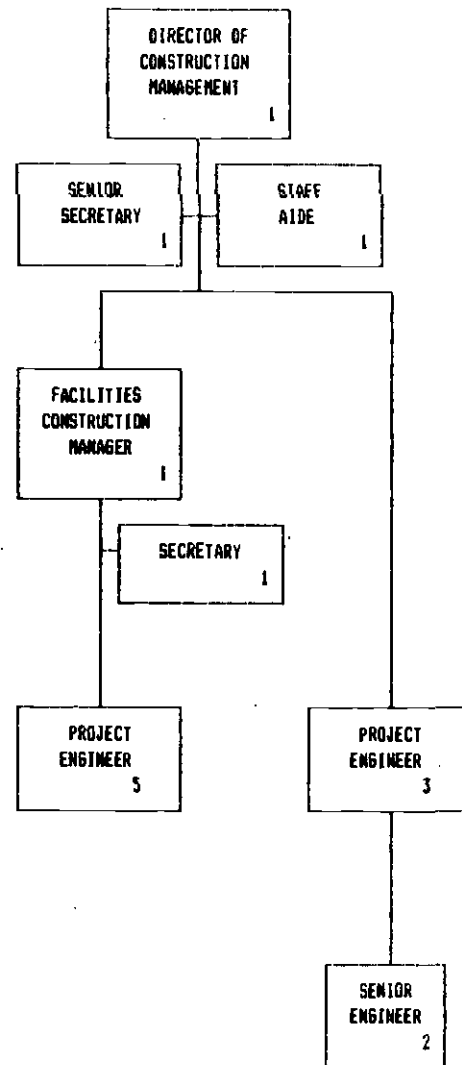 DIRECTOR OF
CONSTRUCTION
MANAGEMENT
1
SENIOR
SECRETARY
1
STAFF
AIDE
1
FACILITIES
CONSTRUCTION
MANAGER
1
SECRETARY
1
PROJECT
ENGINEER
5
PROJECT
ENGINEER
3
SENIOR
ENGINEER
2